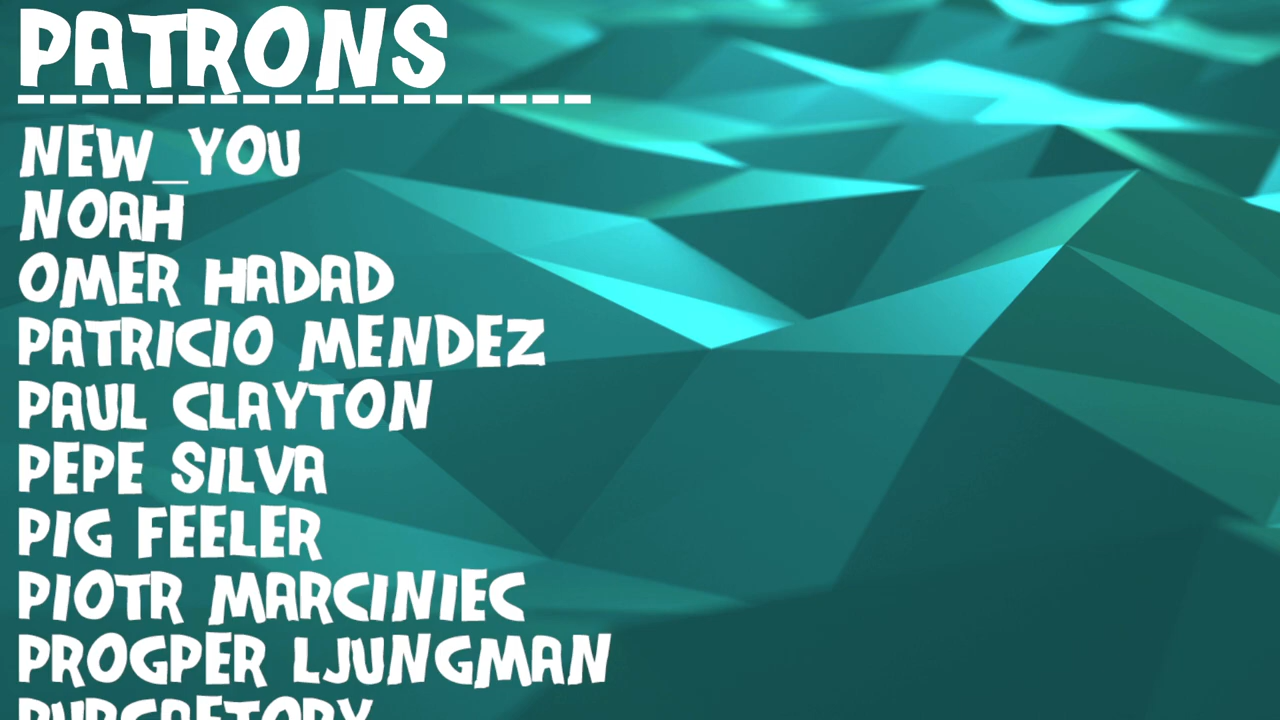 PATRONS
NEW_YOU
NOAH
OMER HADAD
PATRICIO MENDEZ
PAUL CLAYTON
PEPE SILVA
PIG FEELER
PIOTR MARCINIEC
PROGPER LJUNGMAN